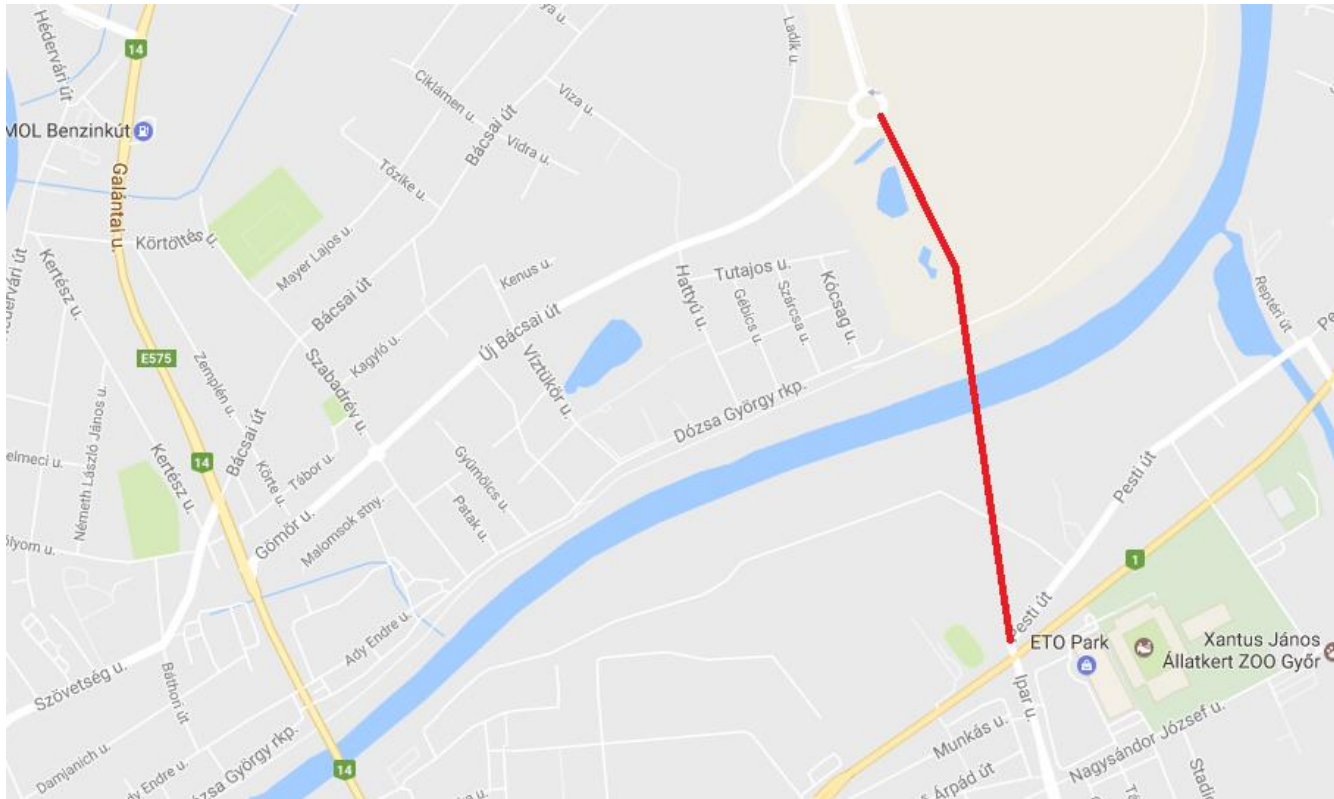 Hédervári út
14
MOL Benzinkút
Galántai u.
Ciklámen u.
Bácsai út
Viza u.
Vidra u.
Tőzike u.
Ladik u.
Körtöltés u.
Kertész u.
Mayer Lajos u.
Bácsai út
Kenus u.
Új Bácsai út
Hattyú u.
Tutajos u.
Gébics u.
Szárcsa u.
Kócsag u.
Reptéri út
E575
Zemplén u.
Szabadrév u.
Kagyló u.
Víztükör u.
Dózsa György rkp.
Németh László János u.
Kertész u.
14
Bácsai út
Körte u.
Tábor u.
Gyümölcs u.
Patak u.
Malomsok stny.
Gömör u.
Pesti út
1
Pesti út
ETO Park
Xantus János
Állatkert ZOO Győr
Ady Endre u.
Szövetség u.
Báthori út
Ipar u.
Munkás u.
Nagysándor József u.
Damjanich u.
Dózsa György rkp.
14
Árpád út